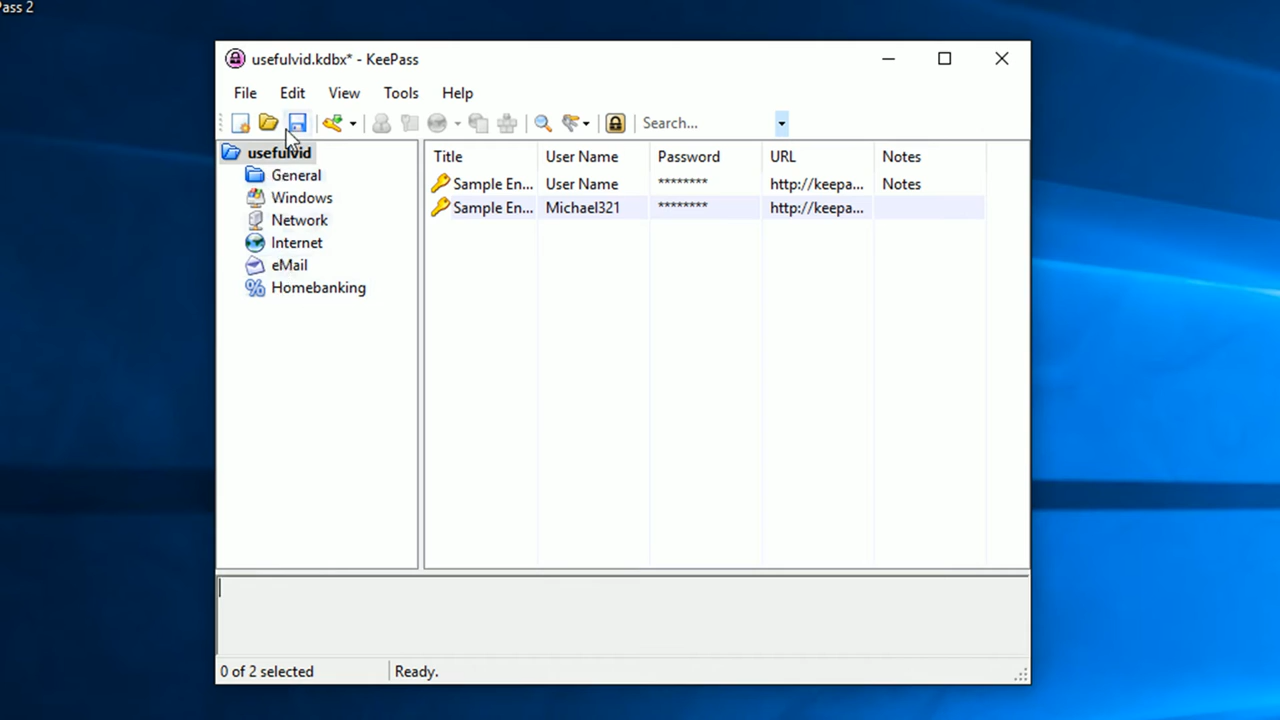 Pass 2
usefulvid.kdbx* - KeePass
File Edit View Tools Help
Search...
usefulvid
General
Windows
Network
Internet
eMail
Homebanking
Title User Name Password URL Notes
Sample En... User Name ******** http://keepa... Notes
Sample En... Michael321 ******** http://keepa...
0 of 2 selected Ready.